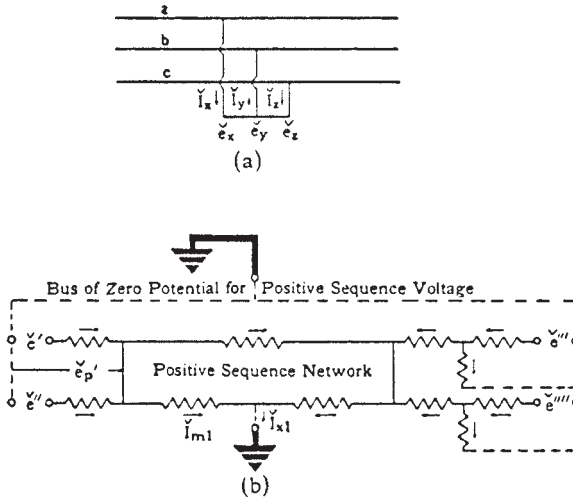 a
b
c
Ǐx Ǐy Ǐz
ěx ěy ěz
(a)
Bus of Zero Potential for Positive Sequence Voltage
ě' ě'''
ěp' Positive Sequence Network
ě'' ě''''
Ǐm1 Ǐx1
(b)